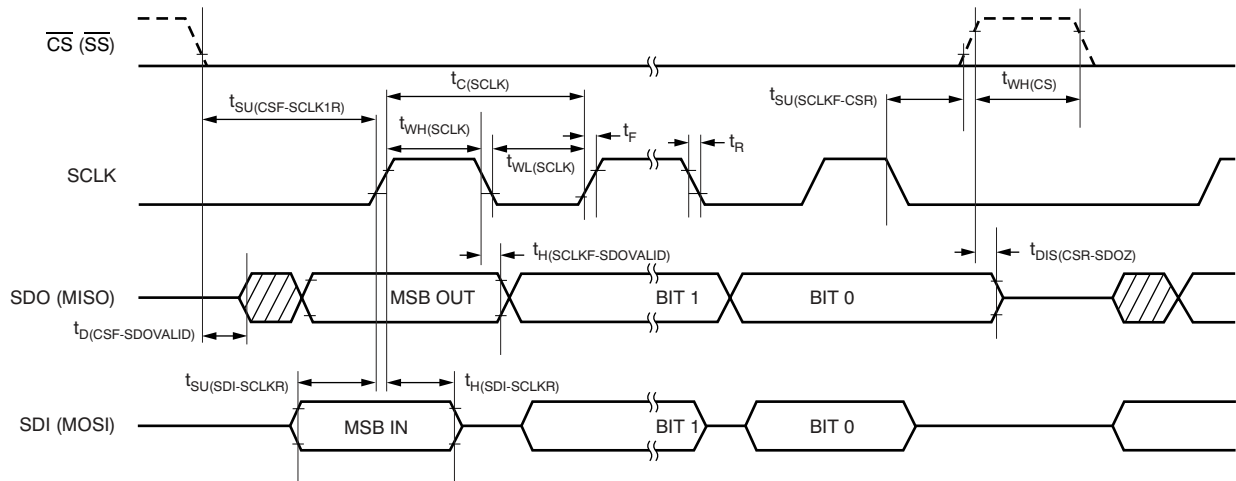 CS (SS)
tC(SCLK)
tSU(SCLKF-CSR)
tWH(CS)
tSU(CSF-SCLK1R)
tWH(SCLK)
tF
tR
tWL(SCLK)
SCLK
tH(SCLKF-SDOVALID)
tDIS(CSR-SDOZ)
SDO (MISO)
MSB OUT
BIT 1
BIT 0
tD(CSF-SDOVALID)
tSU(SDI-SCLKR)
tH(SDI-SCLKR)
SDI (MOSI)
MSB IN
BIT 1
BIT 0